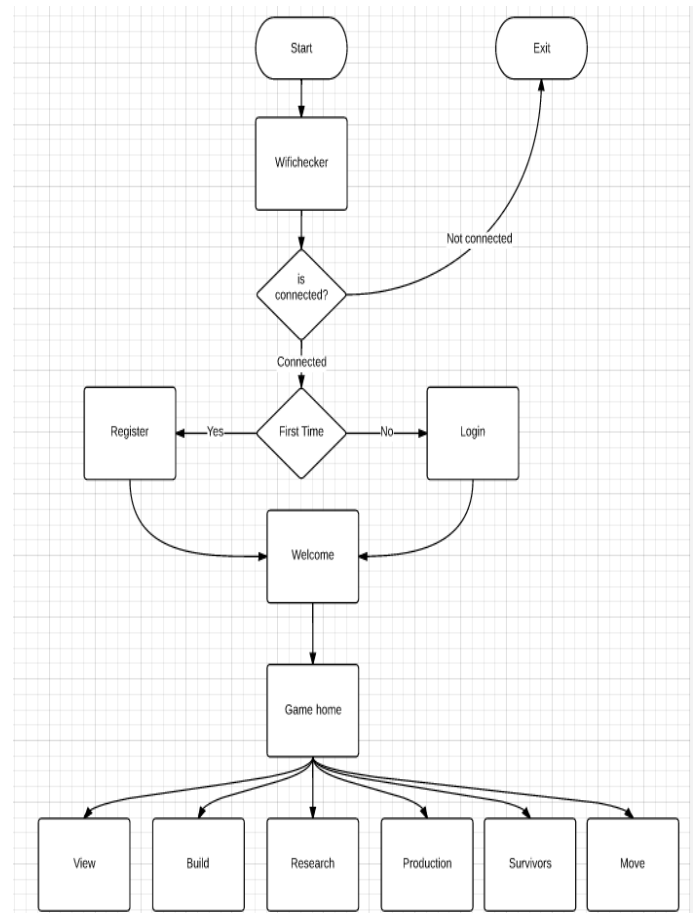 Start
Exit
Wifichecker
Not connected
is
connected?
Connected
Register
Yes
First Time
No
Login
Welcome
Game home
View
Build
Research
Production
Survivors
Move